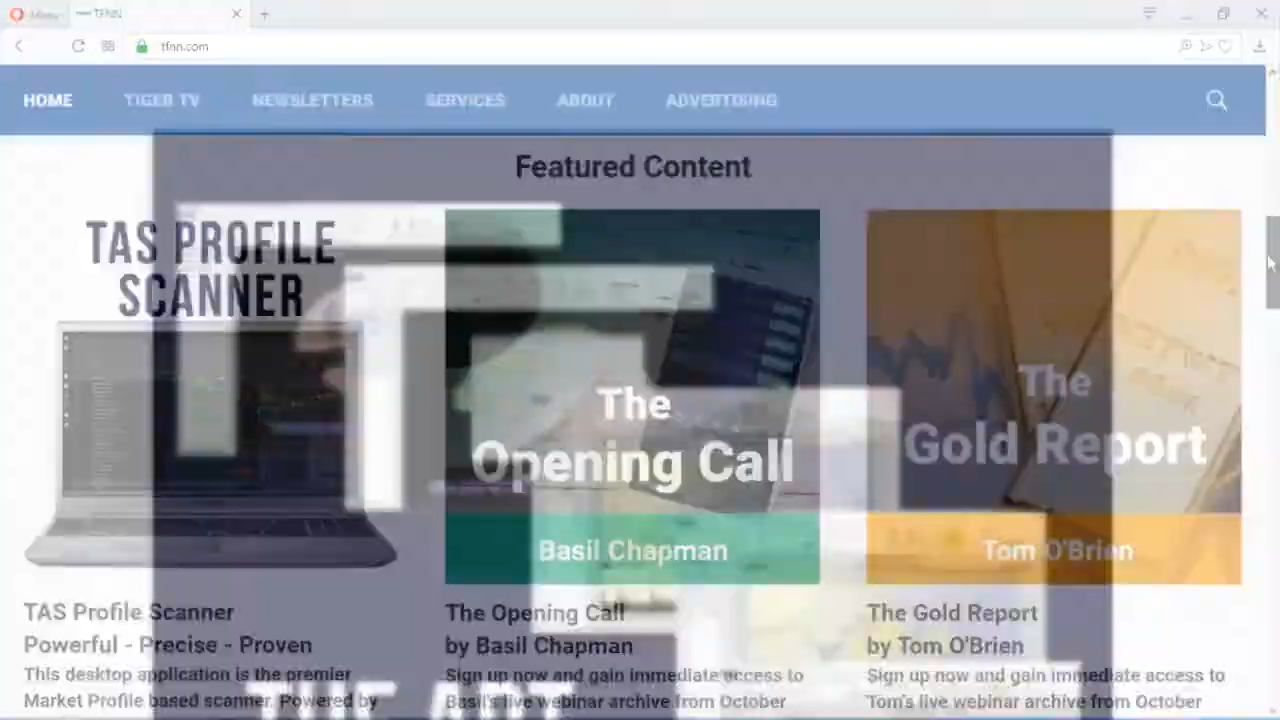 TFNN
tfnn.com
HOME TIGER TV NEWSLETTERS SERVICES ABOUT ADVERTISING
Featured Content
TAS PROFILE
SCANNER
The
Opening Call
Basil Chapman
The
Gold Report
Tom O'Brien
TAS Profile Scanner
Powerful - Precise - Proven
This desktop application is the premier
Market Profile based scanner. Powered by
The Opening Call
by Basil Chapman
Sign up now and gain immediate access to
Basil's live webinar archive from October
The Gold Report
by Tom O'Brien
Sign up now and gain immediate access to
Tom's live webinar archive from October
THE ART